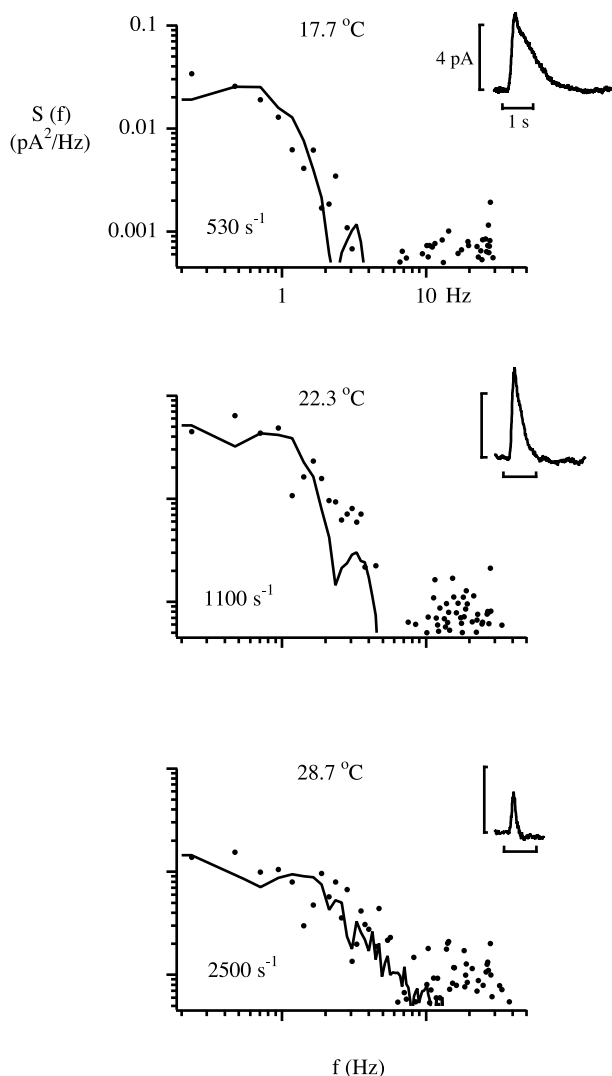 17.7 °C
0.1
4 pA
1 s
S (f)
(pA²/Hz)
0.01
0.001
530 s⁻¹
1
10 Hz
22.3 °C
1100 s⁻¹
28.7 °C
2500 s⁻¹
f (Hz)